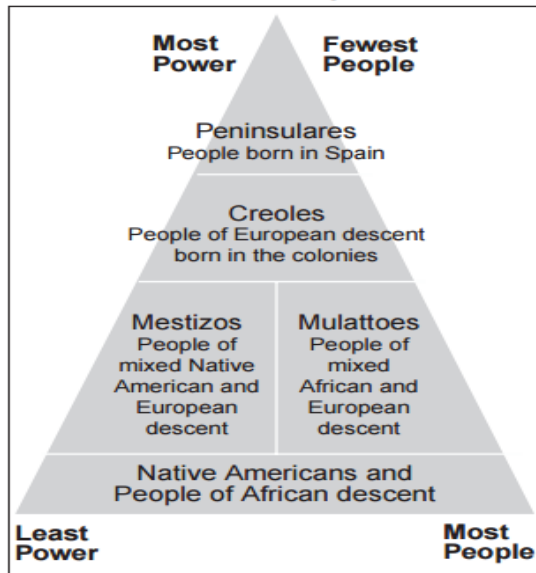 Most
Power
Fewest
People
Peninsulares
People born in Spain
Creoles
People of European descent
born in the colonies
Mestizos
People of
mixed Native
American and
European
descent
Mulattoes
People of
mixed
African and
European
descent
Native Americans and
People of African descent
Least
Power
Most
People